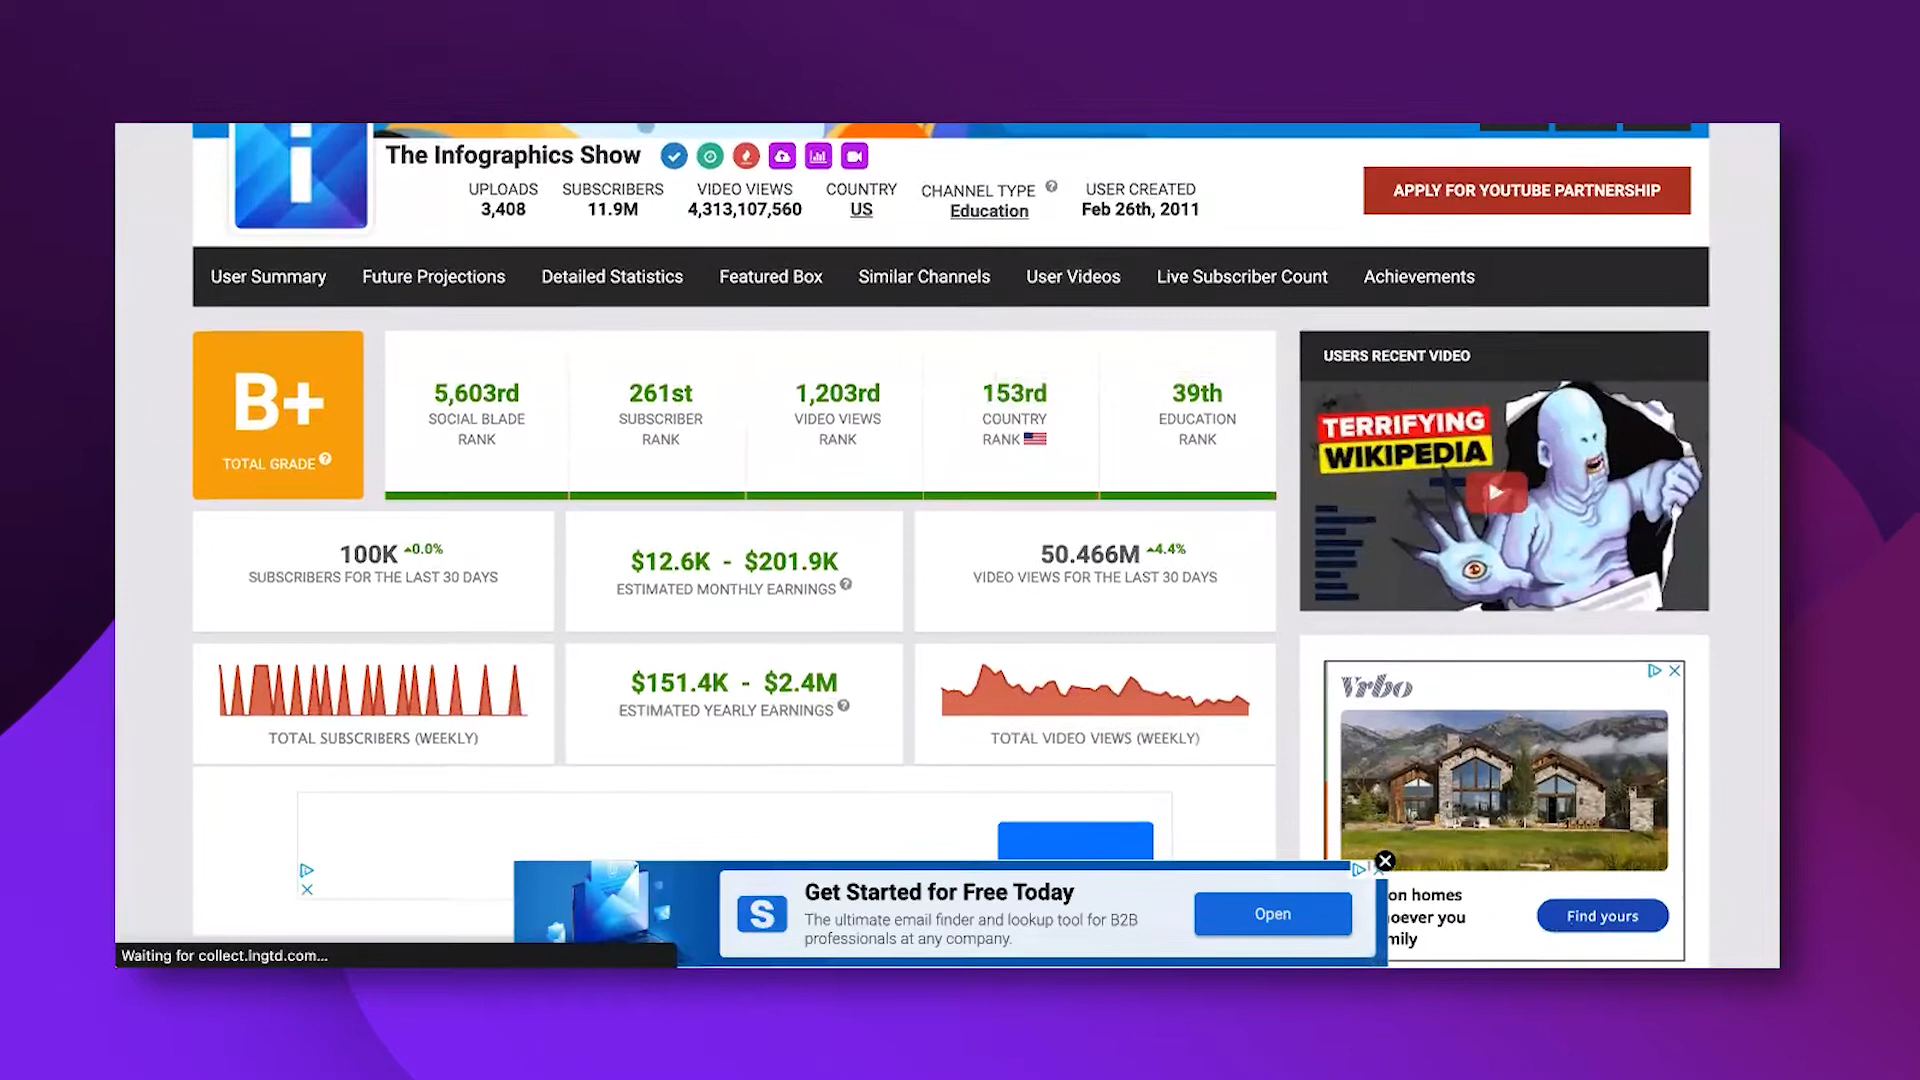 The Infographics Show
UPLOADS
3,408
SUBSCRIBERS
11.9M
VIDEO VIEWS
4,313,107,560
COUNTRY
US
CHANNEL TYPE
Education
USER CREATED
Feb 26th, 2011
APPLY FOR YOUTUBE PARTNERSHIP
User Summary
Future Projections
Detailed Statistics
Featured Box
Similar Channels
User Videos
Live Subscriber Count
Achievements
B+
TOTAL GRADE
5,603rd
SOCIAL BLADE
RANK
261st
SUBSCRIBER
RANK
1,203rd
VIDEO VIEWS
RANK
153rd
COUNTRY
RANK
39th
EDUCATION
RANK
USERS RECENT VIDEO
TERRIFYING
WIKIPEDIA
100K 0.0%
SUBSCRIBERS FOR THE LAST 30 DAYS
$12.6K - $201.9K
ESTIMATED MONTHLY EARNINGS
50.466M 4.4%
VIDEO VIEWS FOR THE LAST 30 DAYS
TOTAL SUBSCRIBERS (WEEKLY)
$151.4K - $2.4M
ESTIMATED YEARLY EARNINGS
TOTAL VIDEO VIEWS (WEEKLY)
Vrbo
on homes
oever you
mily
Find yours
S
Get Started for Free Today
The ultimate email finder and lookup tool for B2B
professionals at any company.
Open
Waiting for collect.lngtd.com...